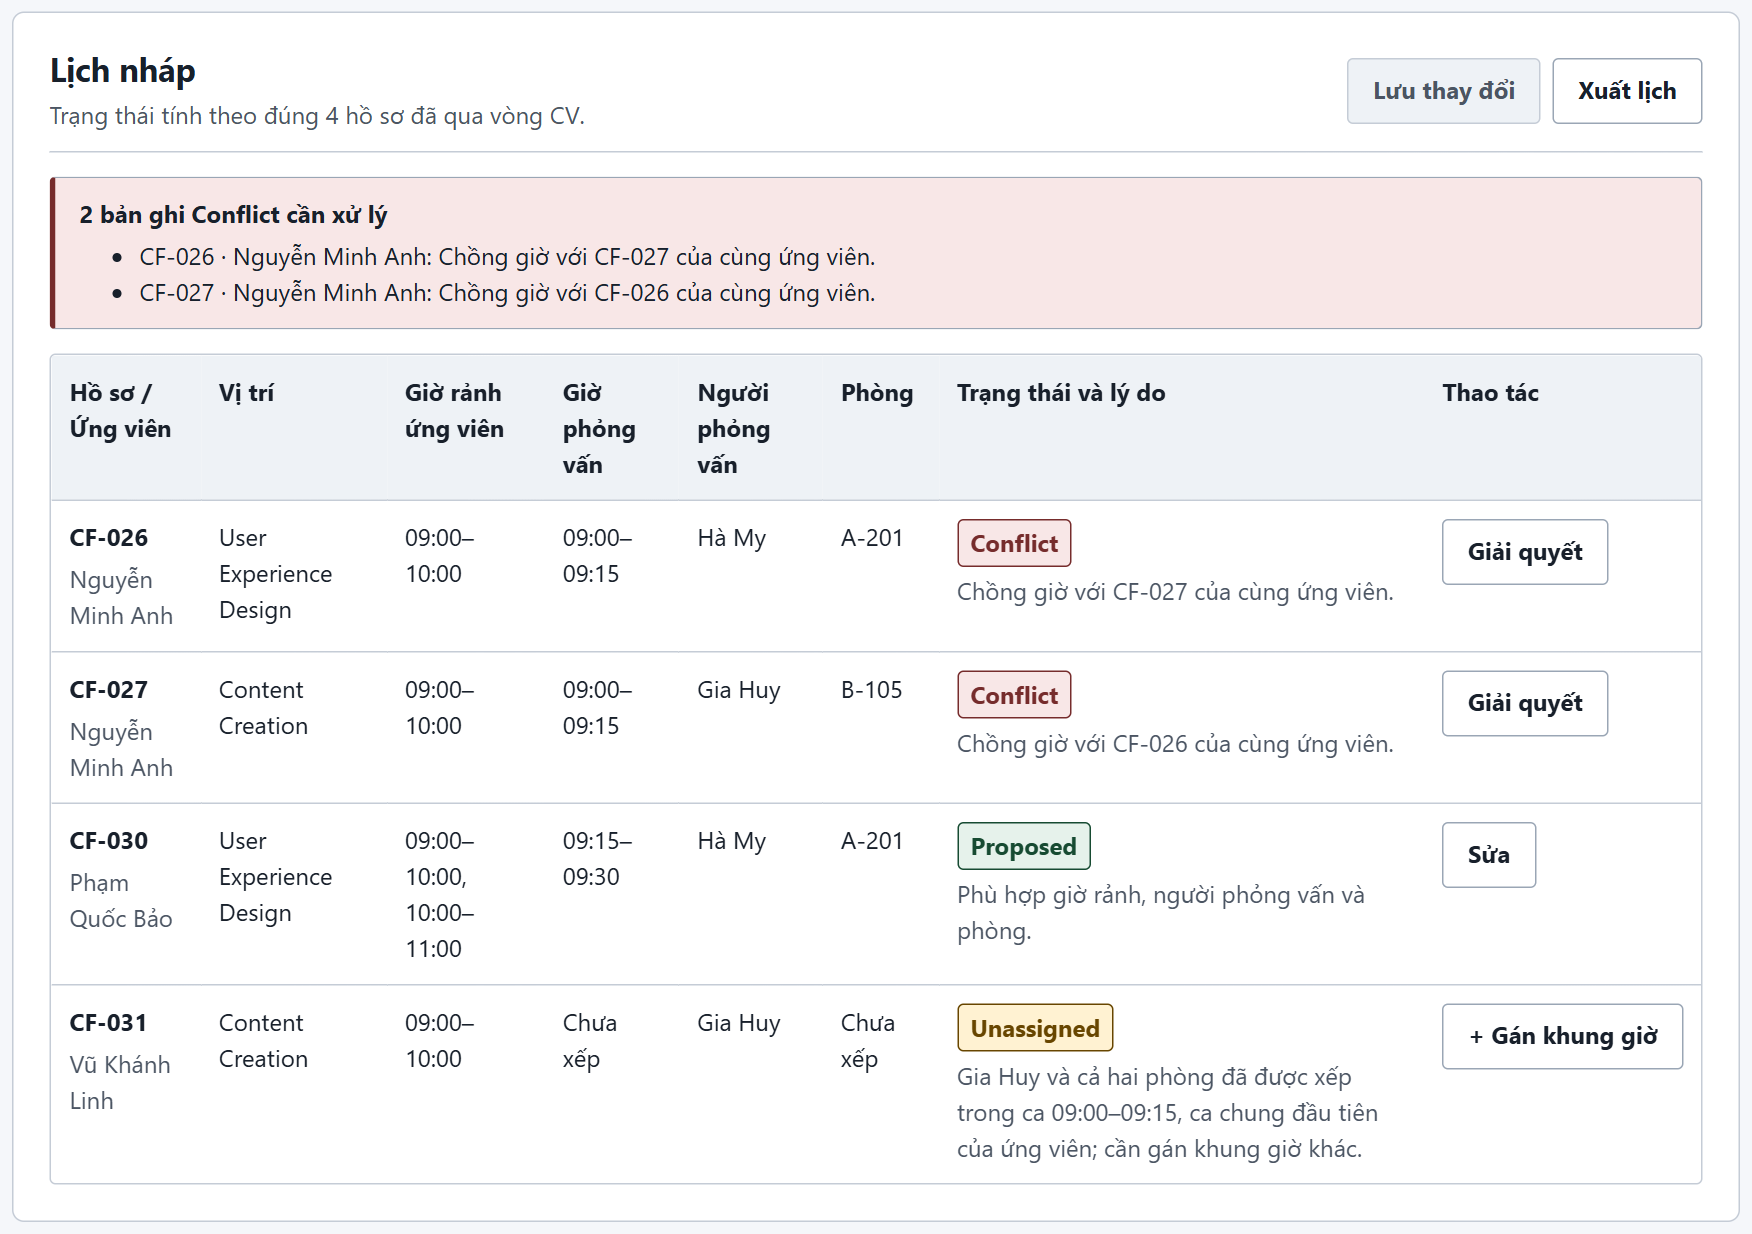 Lịch nháp
Trạng thái tính theo đúng 4 hồ sơ đã qua vòng CV.
Lưu thay đổi
Xuất lịch
2 bản ghi Conflict cần xử lý
• CF-026 · Nguyễn Minh Anh: Chồng giờ với CF-027 của cùng ứng viên.
• CF-027 · Nguyễn Minh Anh: Chồng giờ với CF-026 của cùng ứng viên.
Hồ sơ /
Ứng viên
Vị trí
Giờ rảnh
ứng viên
Giờ
phỏng
vấn
Người
phỏng
vấn
Phòng
Trạng thái và lý do
Thao tác
CF-026
Nguyễn
Minh Anh
User
Experience
Design
09:00–
10:00
09:00–
09:15
Hà My
A-201
Conflict
Chồng giờ với CF-027 của cùng ứng viên.
Giải quyết
CF-027
Nguyễn
Minh Anh
Content
Creation
09:00–
10:00
09:00–
09:15
Gia Huy
B-105
Conflict
Chồng giờ với CF-026 của cùng ứng viên.
Giải quyết
CF-030
Phạm
Quốc Bảo
User
Experience
Design
09:00–
10:00,
10:00–
11:00
09:15–
09:30
Hà My
A-201
Proposed
Phù hợp giờ rảnh, người phỏng vấn và
phòng.
Sửa
CF-031
Vũ Khánh
Linh
Content
Creation
09:00–
10:00
Chưa
xếp
Gia Huy
Chưa
xếp
Unassigned
Gia Huy và cả hai phòng đã được xếp
trong ca 09:00–09:15, ca chung đầu tiên
của ứng viên; cần gán khung giờ khác.
+ Gán khung giờ